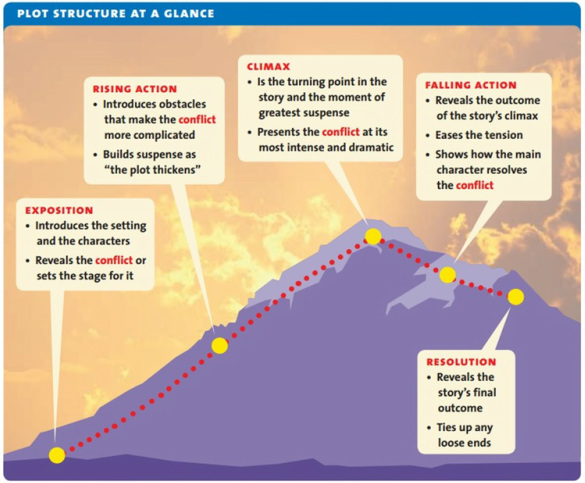 PLOT STRUCTURE AT A GLANCE
EXPOSITION
• Introduces the setting
and the characters
• Reveals the conflict or
sets the stage for it
RISING ACTION
• Introduces obstacles
that make the conflict
more complicated
• Builds suspense as
“the plot thickens”
CLIMAX
• Is the turning point in the
story and the moment of
greatest suspense
• Presents the conflict at its
most intense and dramatic
FALLING ACTION
• Reveals the outcome
of the story’s climax
• Eases the tension
• Shows how the main
character resolves
the conflict
RESOLUTION
• Reveals the
story’s final
outcome
• Ties up any
loose ends